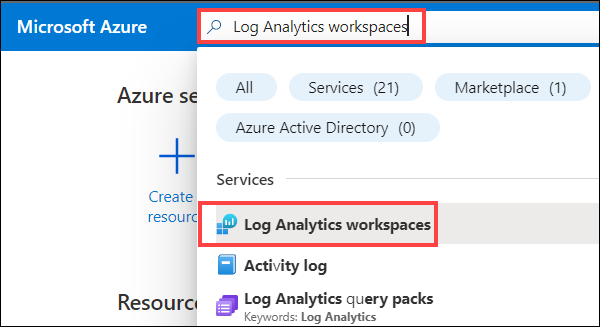 Microsoft Azure
Log Analytics workspaces
All
Services (21)
Marketplace (1)
Azure Active Directory (0)
Azure se
Create
resourc
Services
Log Analytics workspaces
Activity log
Log Analytics query packs
Keywords: Log Analytics
Resource